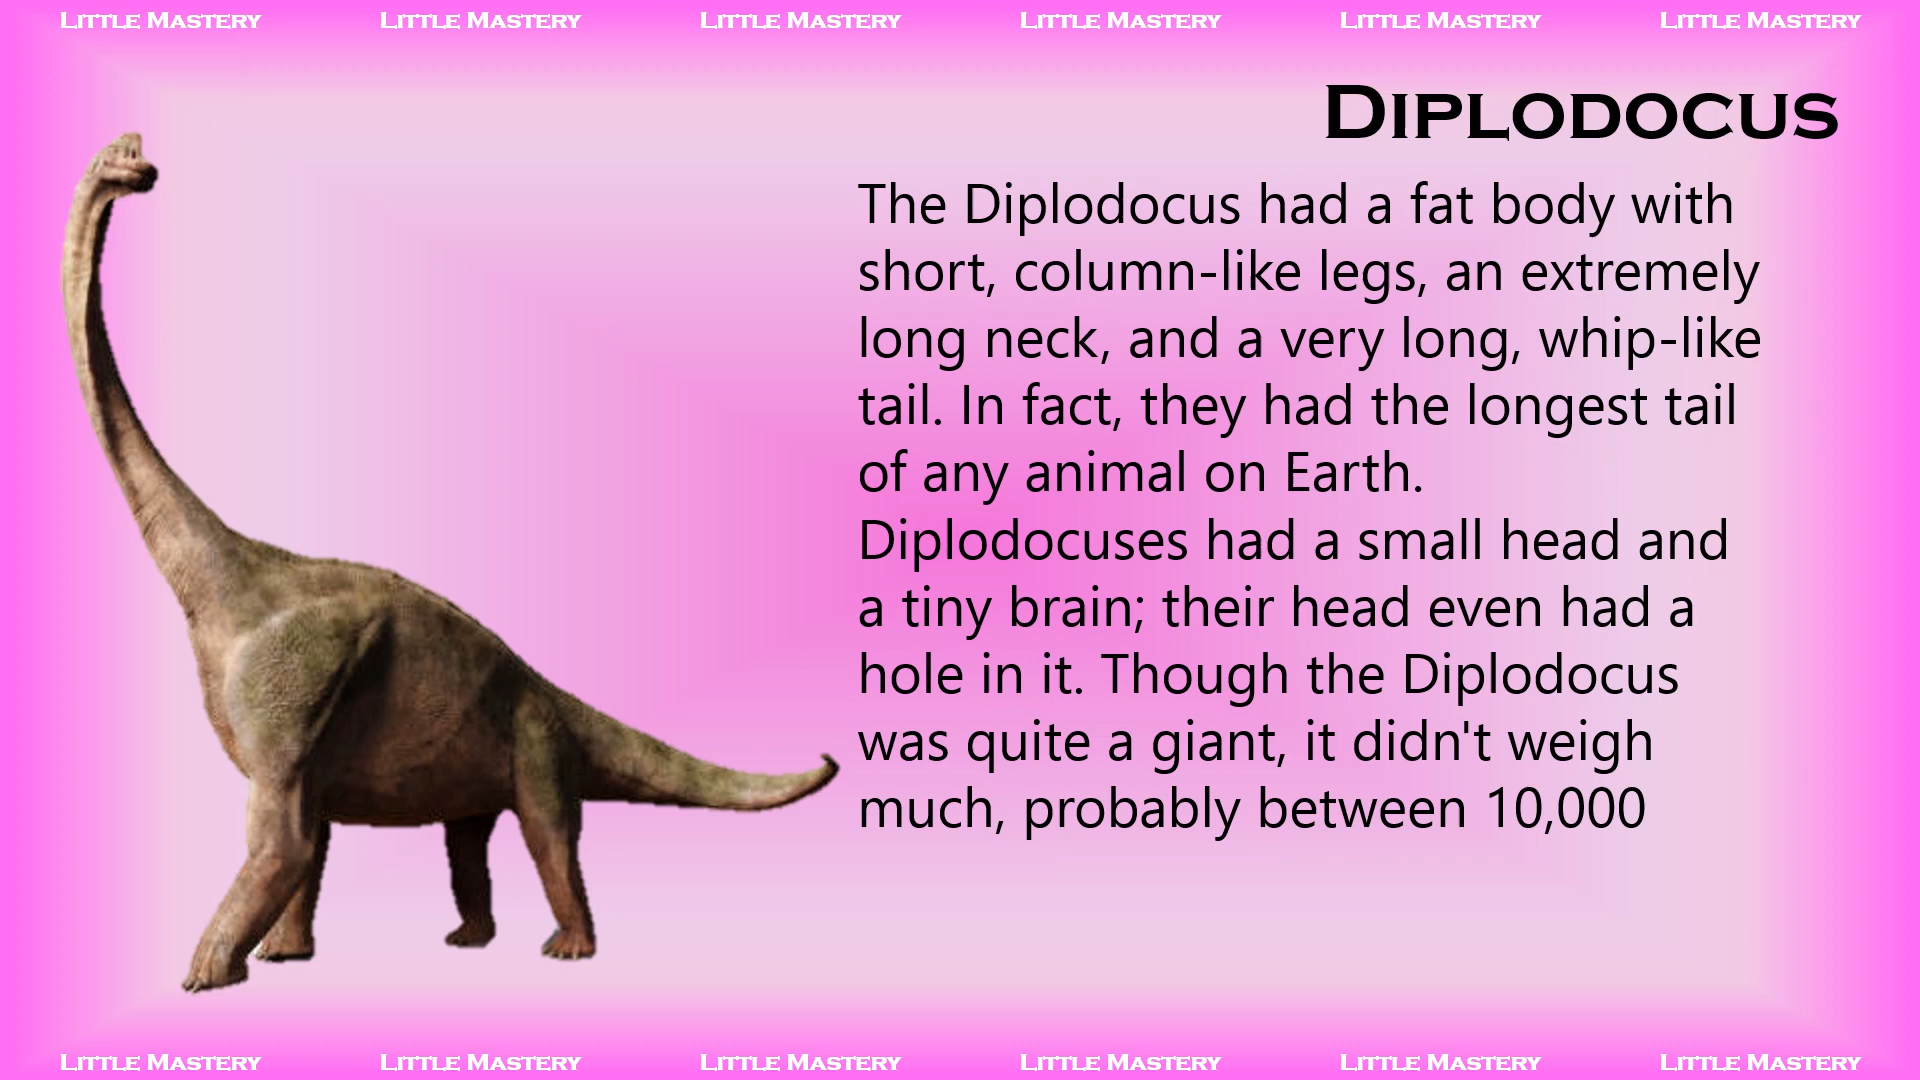 Little Mastery Little Mastery Little Mastery Little Mastery Little Mastery Little Mastery
Diplodocus
The Diplodocus had a fat body with
short, column-like legs, an extremely
long neck, and a very long, whip-like
tail. In fact, they had the longest tail
of any animal on Earth.
Diplodocuses had a small head and
a tiny brain; their head even had a
hole in it. Though the Diplodocus
was quite a giant, it didn't weigh
much, probably between 10,000
Little Mastery Little Mastery Little Mastery Little Mastery Little Mastery Little Mastery